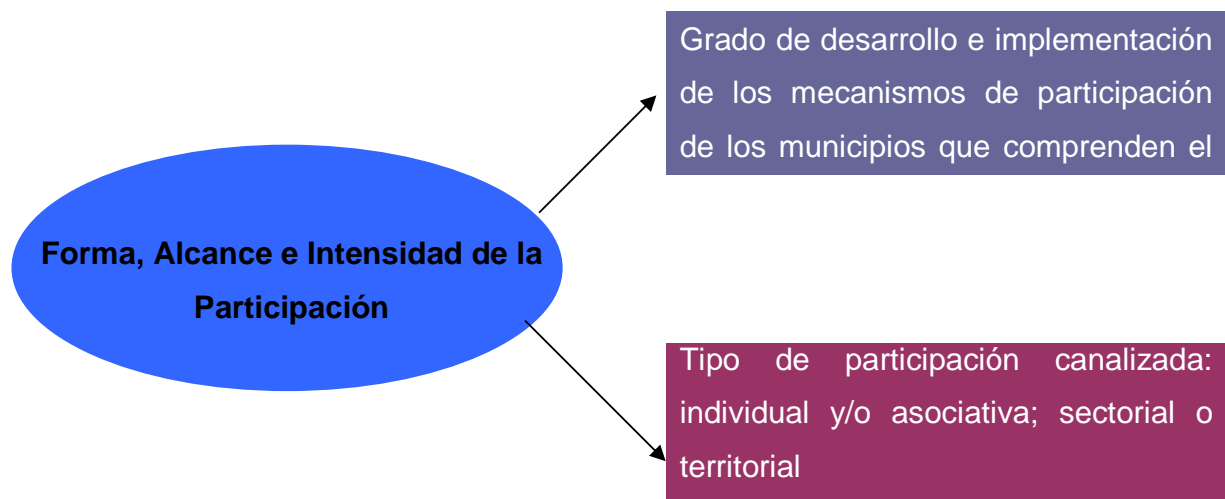 Grado de desarrollo e implementación
de los mecanismos de participación
de los municipios que comprenden el
Forma, Alcance e Intensidad de la
Participación
Tipo de participación canalizada:
individual y/o asociativa; sectorial o
territorial